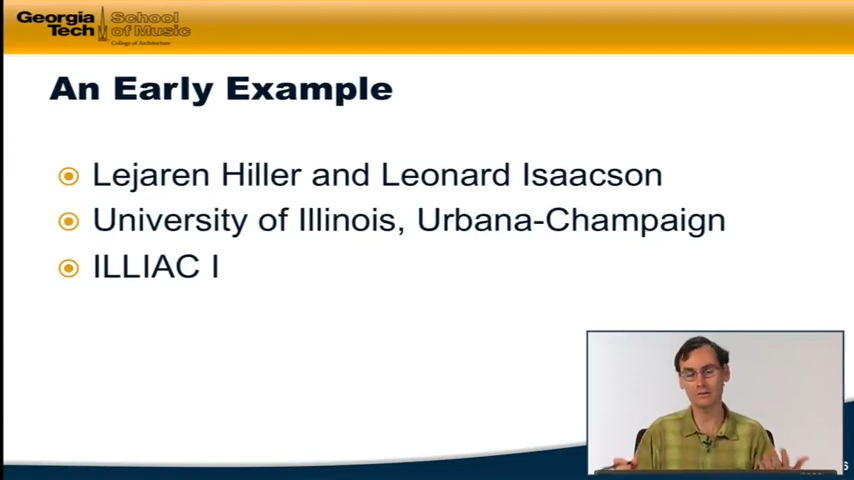 Georgia Tech
School of Music
College of Architecture
An Early Example
Lejaren Hiller and Leonard Isaacson
University of Illinois, Urbana-Champaign
ILLIAC I